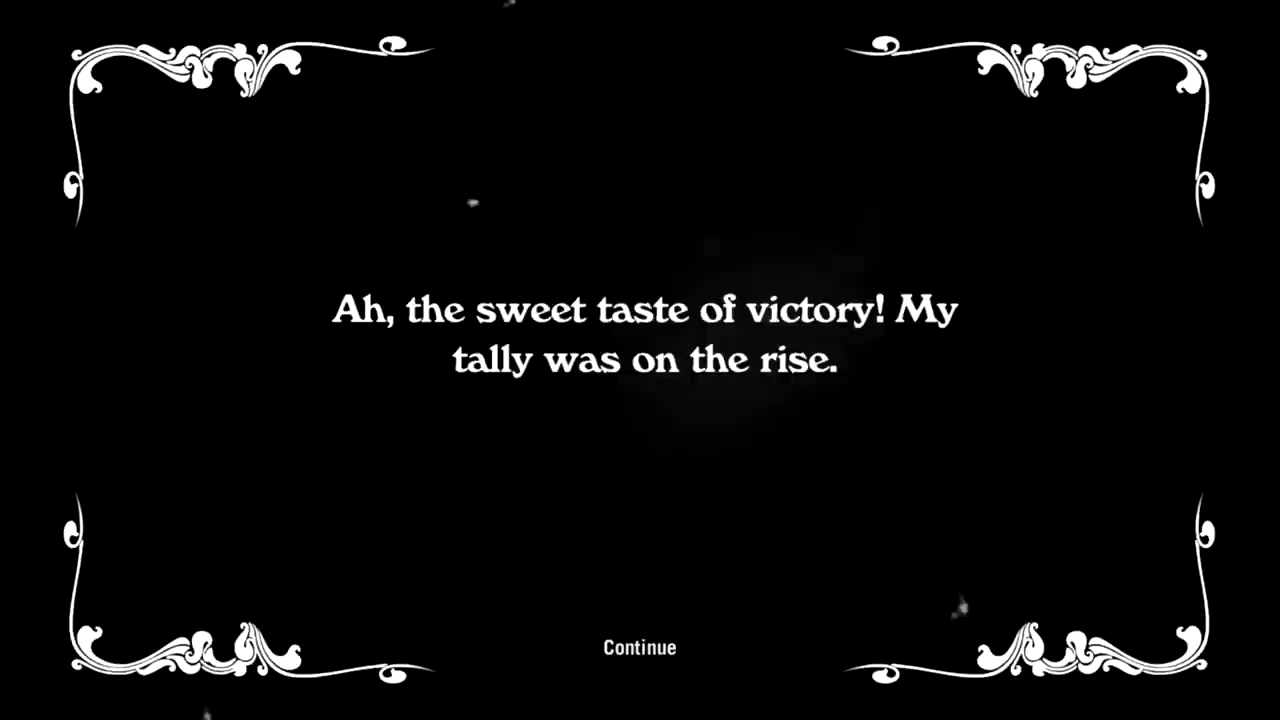 Ah, the sweet taste of victory! My
tally was on the rise.
Continue